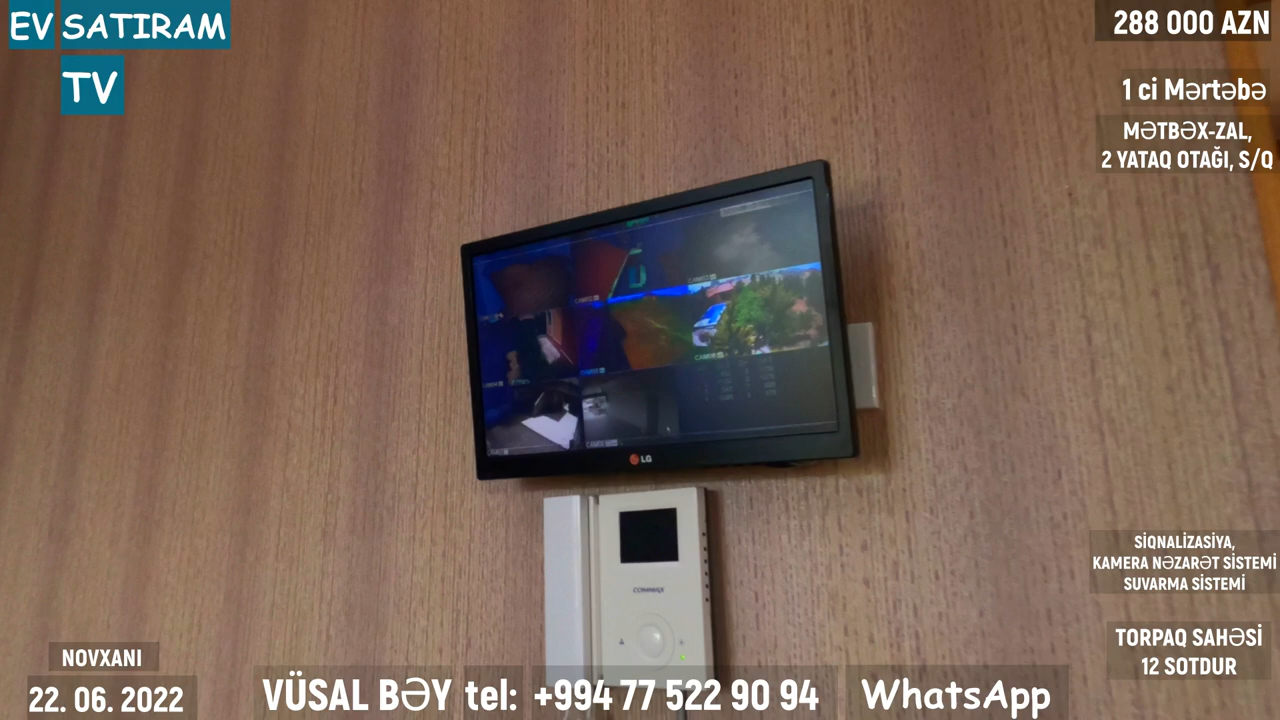 EV SATIRAM
TV
288 000 AZN
1 ci Mərtəbə
MƏTBƏX-ZAL,
2 YATAQ OTAĞI, S/Q
LG
COMMAX
SİQNALİZASİYA,
KAMERA NƏZARƏT SİSTEMİ
SUVARMA SİSTEMİ
TORPAQ SAHƏSİ
12 SOTDUR
NOVXANI
22. 06. 2022
VÜSAL BƏY tel: +994 77 522 90 94 WhatsApp